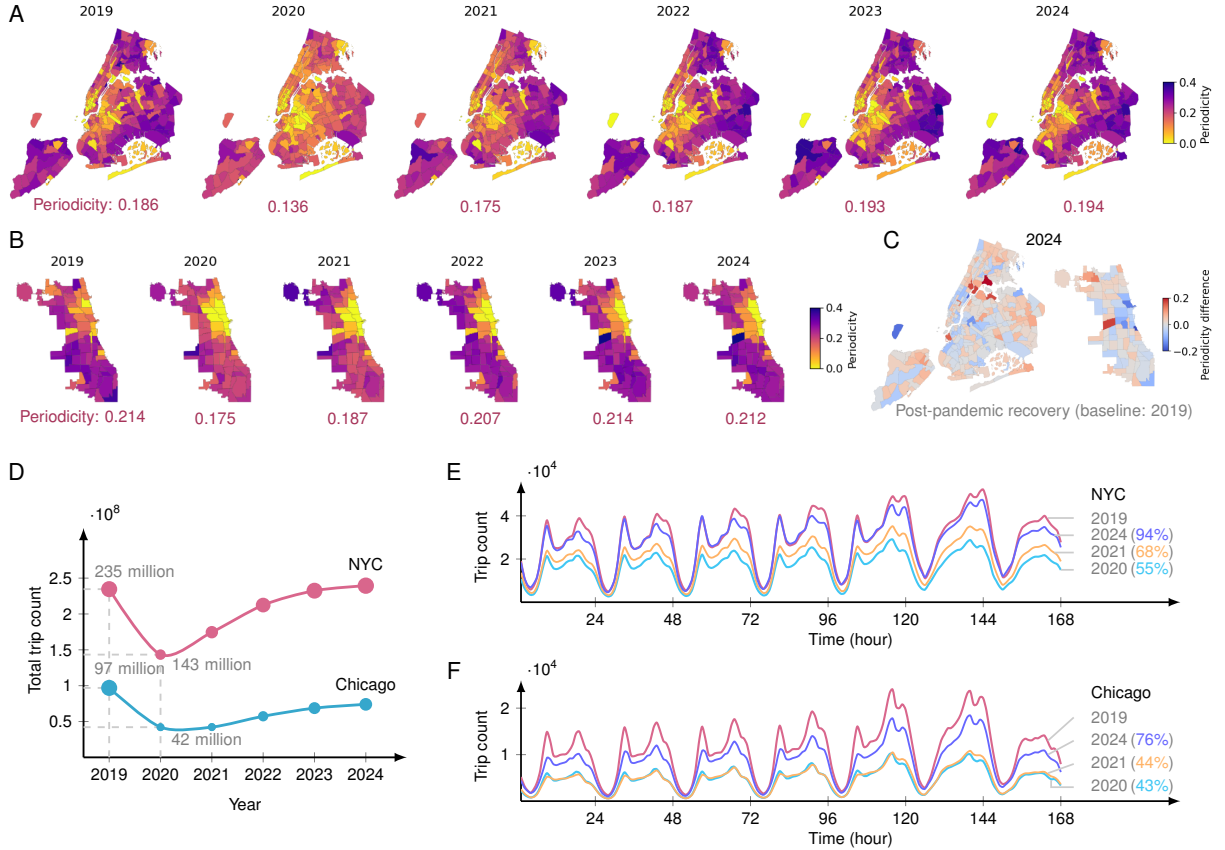 A
2019 2020 2021 2022 2023 2024
0.4
0.2
0.0
Periodicity
Periodicity: 0.186 0.136 0.175 0.187 0.193 0.194
B
2019 2020 2021 2022 2023 2024
0.4
0.2
0.0
Periodicity
Periodicity: 0.214 0.175 0.187 0.207 0.214 0.212
C
2024
0.2
0.0
−0.2
Periodicity difference
Post-pandemic recovery (baseline: 2019)
D
·10⁸
Total trip count
2.5
2
1.5
1
0.5
235 million
NYC
143 million
97 million
Chicago
42 million
2019 2020 2021 2022 2023 2024
Year
E
·10⁴
Trip count
4
2
24 48 72 96 120 144 168
Time (hour)
NYC
2019
2024 (94%)
2021 (68%)
2020 (55%)
F
·10⁴
Trip count
2
1
24 48 72 96 120 144 168
Time (hour)
Chicago
2019
2024 (76%)
2021 (44%)
2020 (43%)